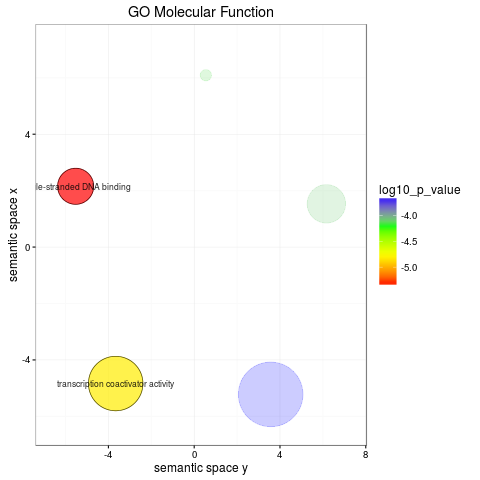 GO Molecular Function
4
0
-4
-4
0
4
8
semantic space x
semantic space y
le-stranded DNA binding
transcription coactivator activity
log10_p_value
-4.0
-4.5
-5.0